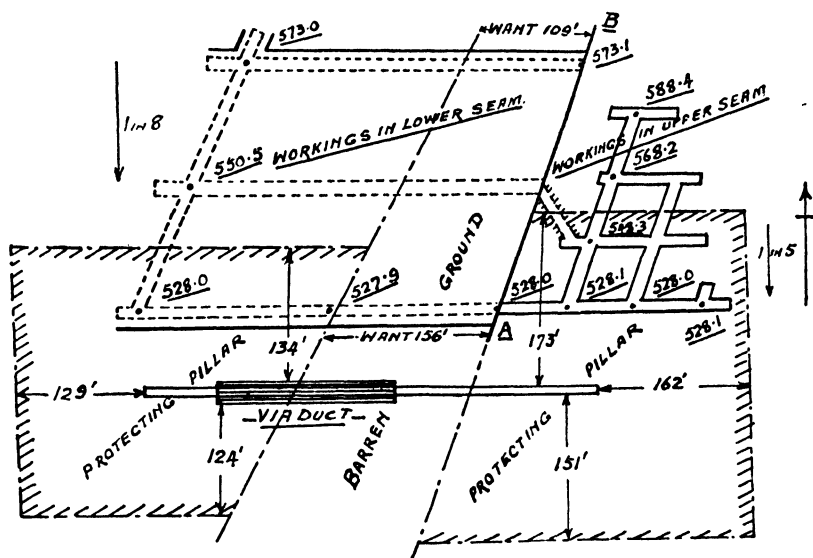 573·0
WANT 109'
B
573·1
588·4
1 IN 8
550·5 WORKINGS IN LOWER SEAM.
WORKINGS IN UPPER SEAM
568·2
GROUND
1 IN 5
528·0
527·9
528·0
528·1
528·0
A
528·1
WANT 156'
134'
173'
PROTECTING PILLAR
PROTECTING PILLAR
129'
162'
VIADUCT
124'
BARREN
151'